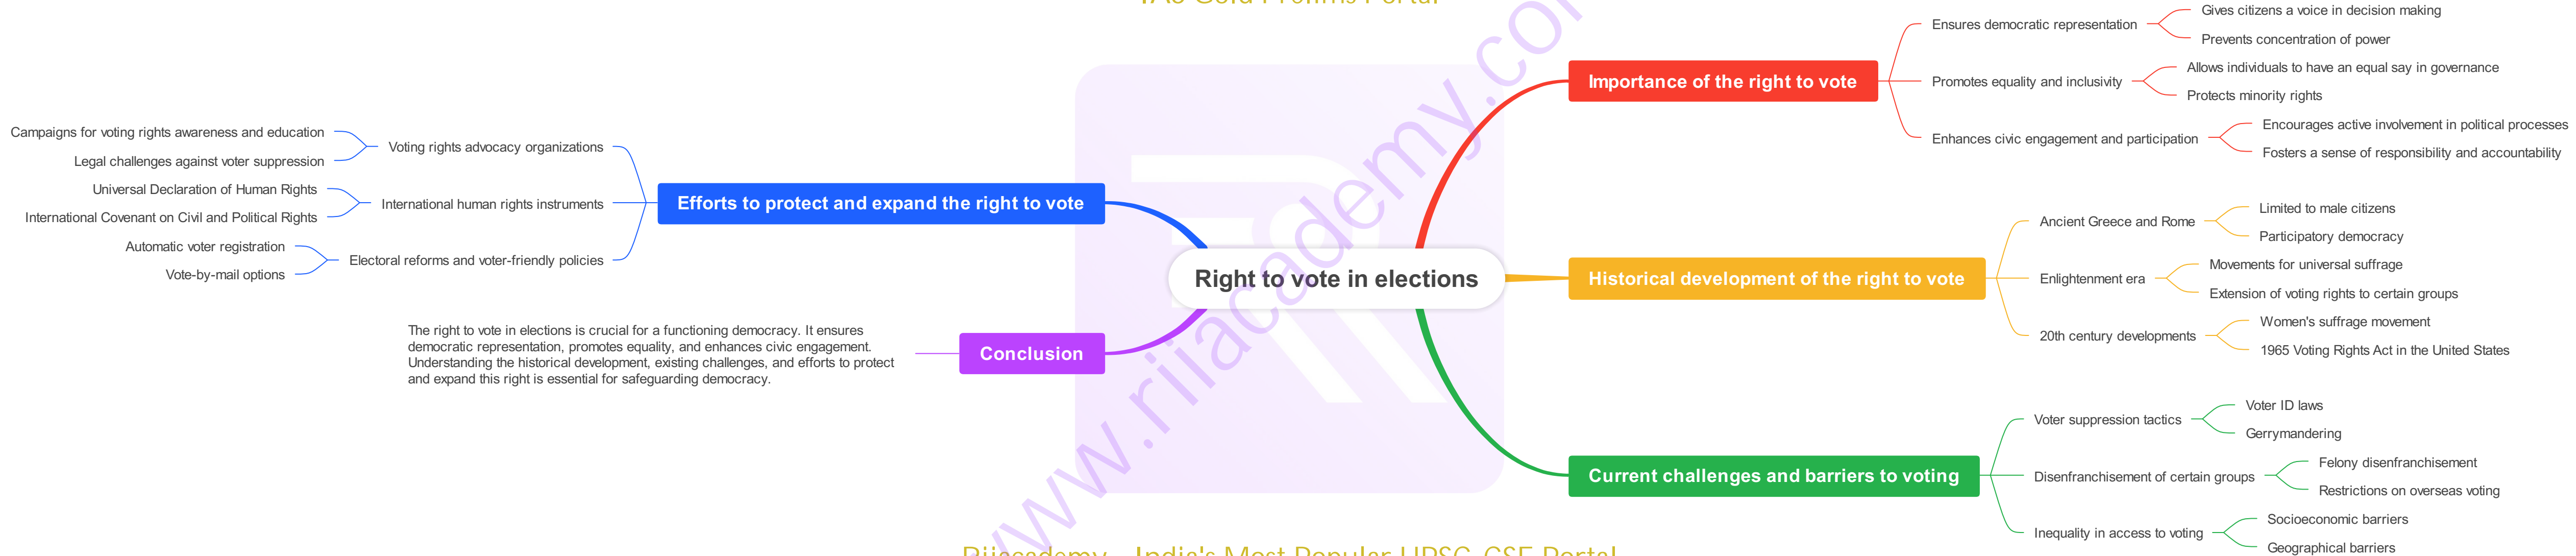 IAS Gold Prelims Portal
Right to vote in elections
Importance of the right to vote
Ensures democratic representation
Gives citizens a voice in decision making
Prevents concentration of power
Promotes equality and inclusivity
Allows individuals to have an equal say in governance
Protects minority rights
Enhances civic engagement and participation
Encourages active involvement in political processes
Fosters a sense of responsibility and accountability
Historical development of the right to vote
Ancient Greece and Rome
Limited to male citizens
Participatory democracy
Enlightenment era
Movements for universal suffrage
Extension of voting rights to certain groups
20th century developments
Women's suffrage movement
1965 Voting Rights Act in the United States
Current challenges and barriers to voting
Voter suppression tactics
Voter ID laws
Gerrymandering
Disenfranchisement of certain groups
Felony disenfranchisement
Restrictions on overseas voting
Inequality in access to voting
Socioeconomic barriers
Geographical barriers
Efforts to protect and expand the right to vote
Voting rights advocacy organizations
Campaigns for voting rights awareness and education
Legal challenges against voter suppression
International human rights instruments
Universal Declaration of Human Rights
International Covenant on Civil and Political Rights
Electoral reforms and voter-friendly policies
Automatic voter registration
Vote-by-mail options
Conclusion
The right to vote in elections is crucial for a functioning democracy. It ensures
democratic representation, promotes equality, and enhances civic engagement.
Understanding the historical development, existing challenges, and efforts to protect
and expand this right is essential for safeguarding democracy.
www.riiacademy.co
India's Most Popular UPSC-CSE Portal